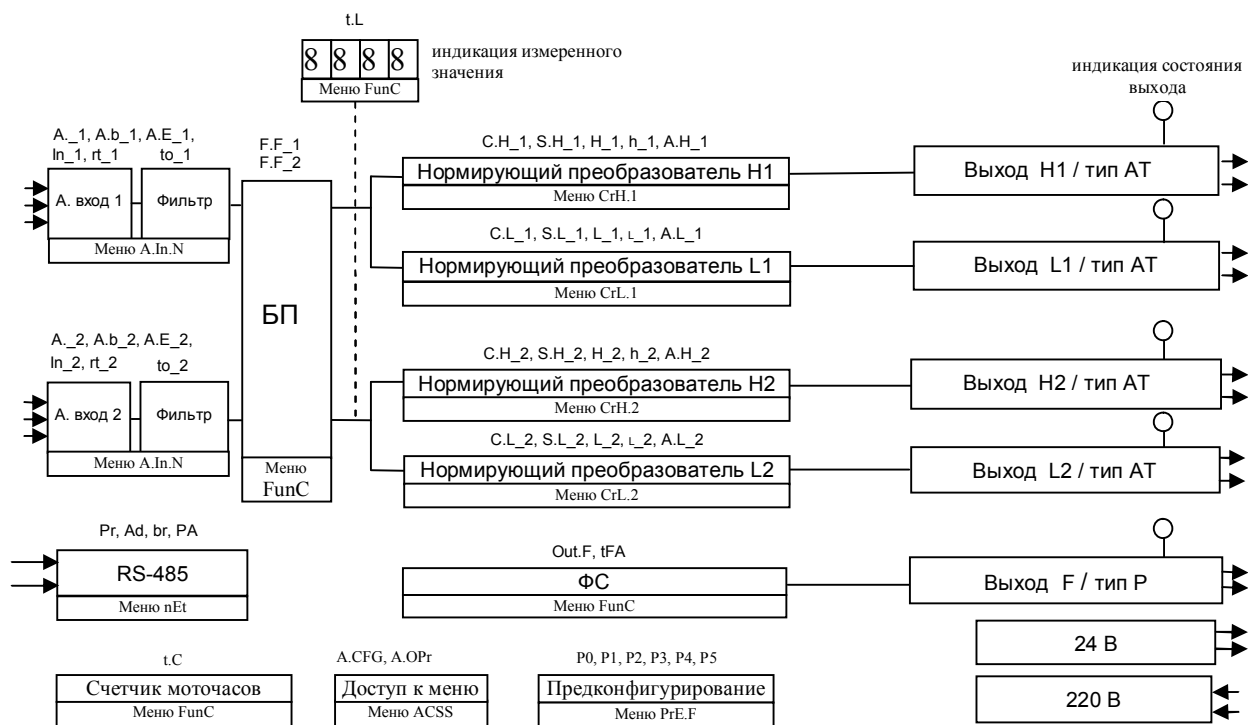 t.L
8 8 8 8
Меню FunC
индикация измеренного
значения
индикация состояния
выхода
A._1, A.b_1, A.E_1,
In_1, rt_1
to_1
А. вход 1
Фильтр
Меню A.In.N
F.F_1
F.F_2
БП
Меню
FunC
C.H_1, S.H_1, H_1, h_1, A.H_1
Нормирующий преобразователь H1
Меню CrH.1
Выход H1 / тип АТ
C.L_1, S.L_1, L_1, ʟ_1, A.L_1
Нормирующий преобразователь L1
Меню CrL.1
Выход L1 / тип АТ
A._2, A.b_2, A.E_2,
In_2, rt_2
to_2
А. вход 2
Фильтр
Меню A.In.N
C.H_2, S.H_2, H_2, h_2, A.H_2
Нормирующий преобразователь H2
Меню CrH.2
Выход H2 / тип АТ
C.L_2, S.L_2, L_2, ʟ_2, A.L_2
Нормирующий преобразователь L2
Меню CrL.2
Выход L2 / тип АТ
Pr, Ad, br, PA
RS-485
Меню nEt
Out.F, tFA
ФС
Меню FunC
Выход F / тип Р
24 В
220 В
t.C
Счетчик моточасов
Меню FunC
A.CFG, A.OPr
Доступ к меню
Меню ACSS
P0, P1, P2, P3, P4, P5
Предконфигурирование
Меню PrE.F